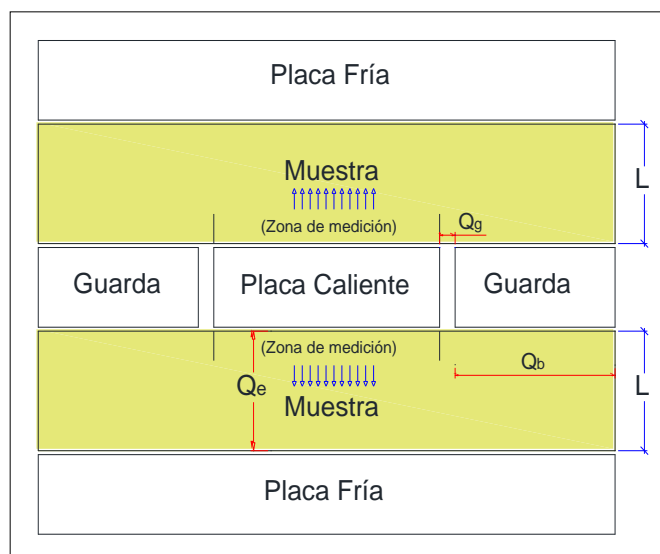 Placa Fría
Muestra
L
(Zona de medición)
Qg
Guarda
Placa Caliente
Guarda
(Zona de medición)
Qb
Qe
L
Muestra
Placa Fría